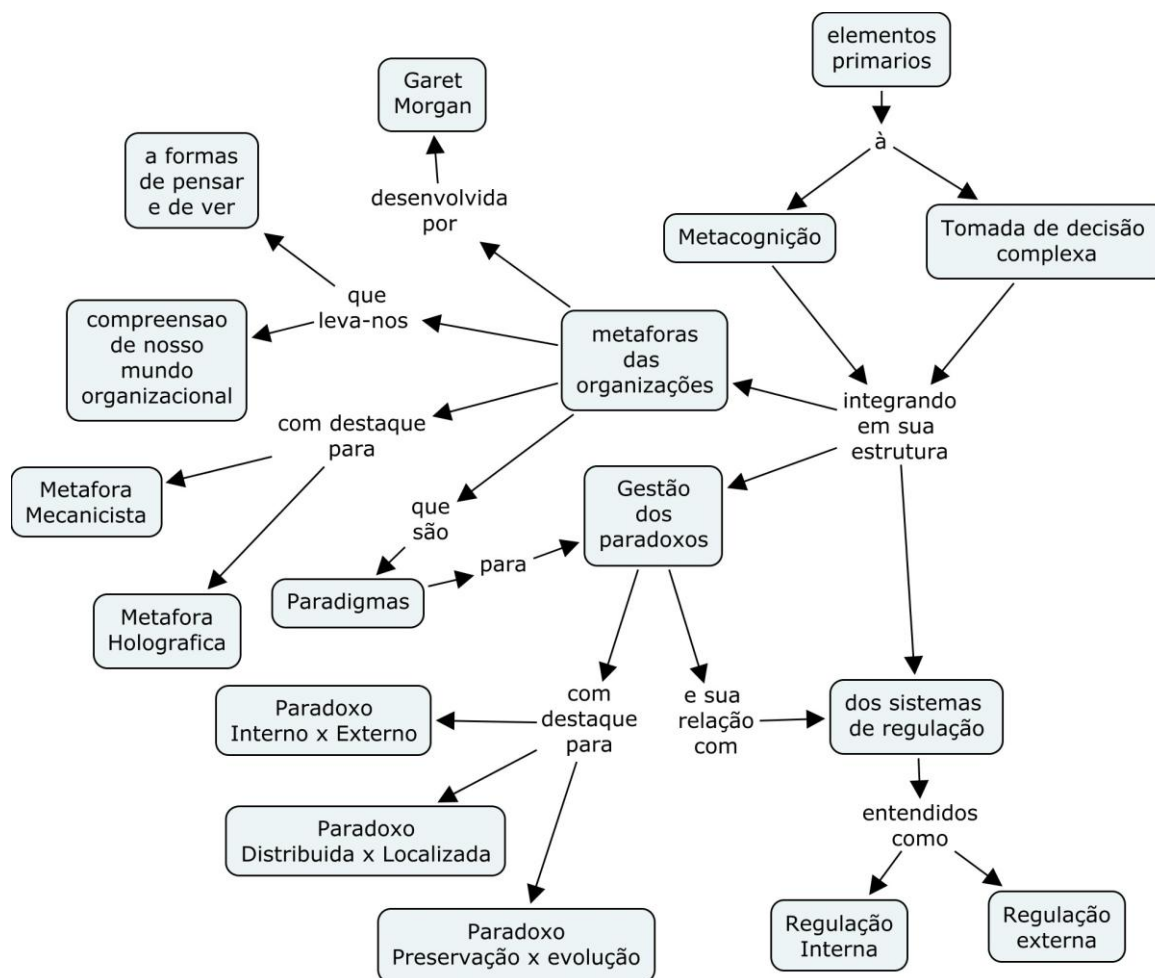 elementos
primarios
à
Metacognição
Tomada de decisão
complexa
integrando
em sua
estrutura
metaforas
das
organizações
desenvolvida
por
Garet
Morgan
que
leva-nos
a formas
de pensar
e de ver
compreensao
de nosso
mundo
organizacional
com destaque
para
Metafora
Mecanicista
Metafora
Holografica
que
são
Paradigmas
para
Gestão
dos
paradoxos
com
destaque
para
Paradoxo
Interno x Externo
Paradoxo
Distribuida x Localizada
Paradoxo
Preservação x evolução
e sua
relação
com
dos sistemas
de regulação
entendidos
como
Regulação
Interna
Regulação
externa